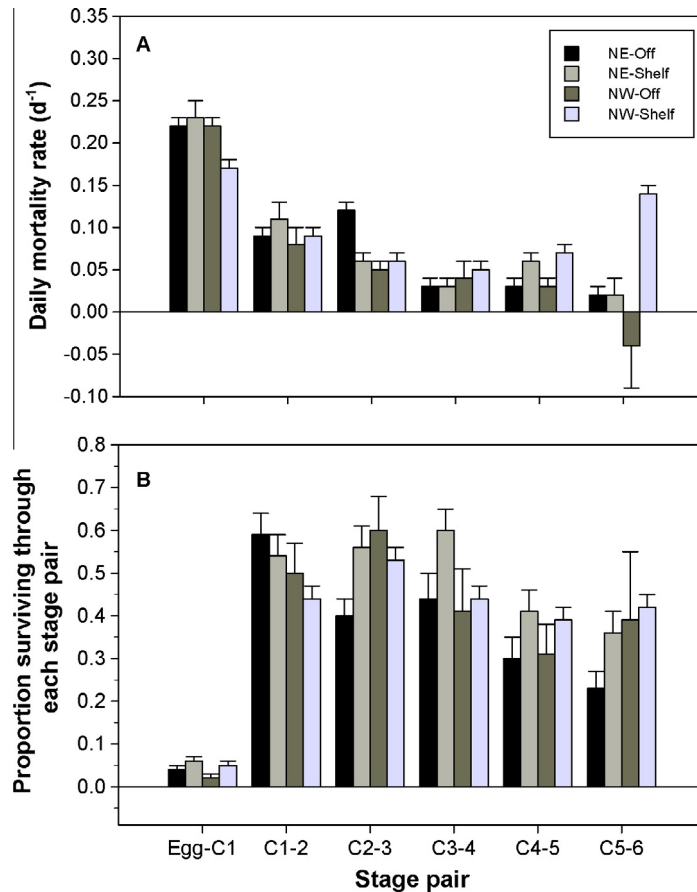 A
NE-Off
NE-Shelf
NW-Off
NW-Shelf
Daily mortality rate (d⁻¹)
0.35
0.30
0.25
0.20
0.15
0.10
0.05
0.00
-0.05
-0.10
B
Proportion surviving through
each stage pair
0.8
0.7
0.6
0.5
0.4
0.3
0.2
0.1
0.0
Egg-C1 C1-2 C2-3 C3-4 C4-5 C5-6
Stage pair